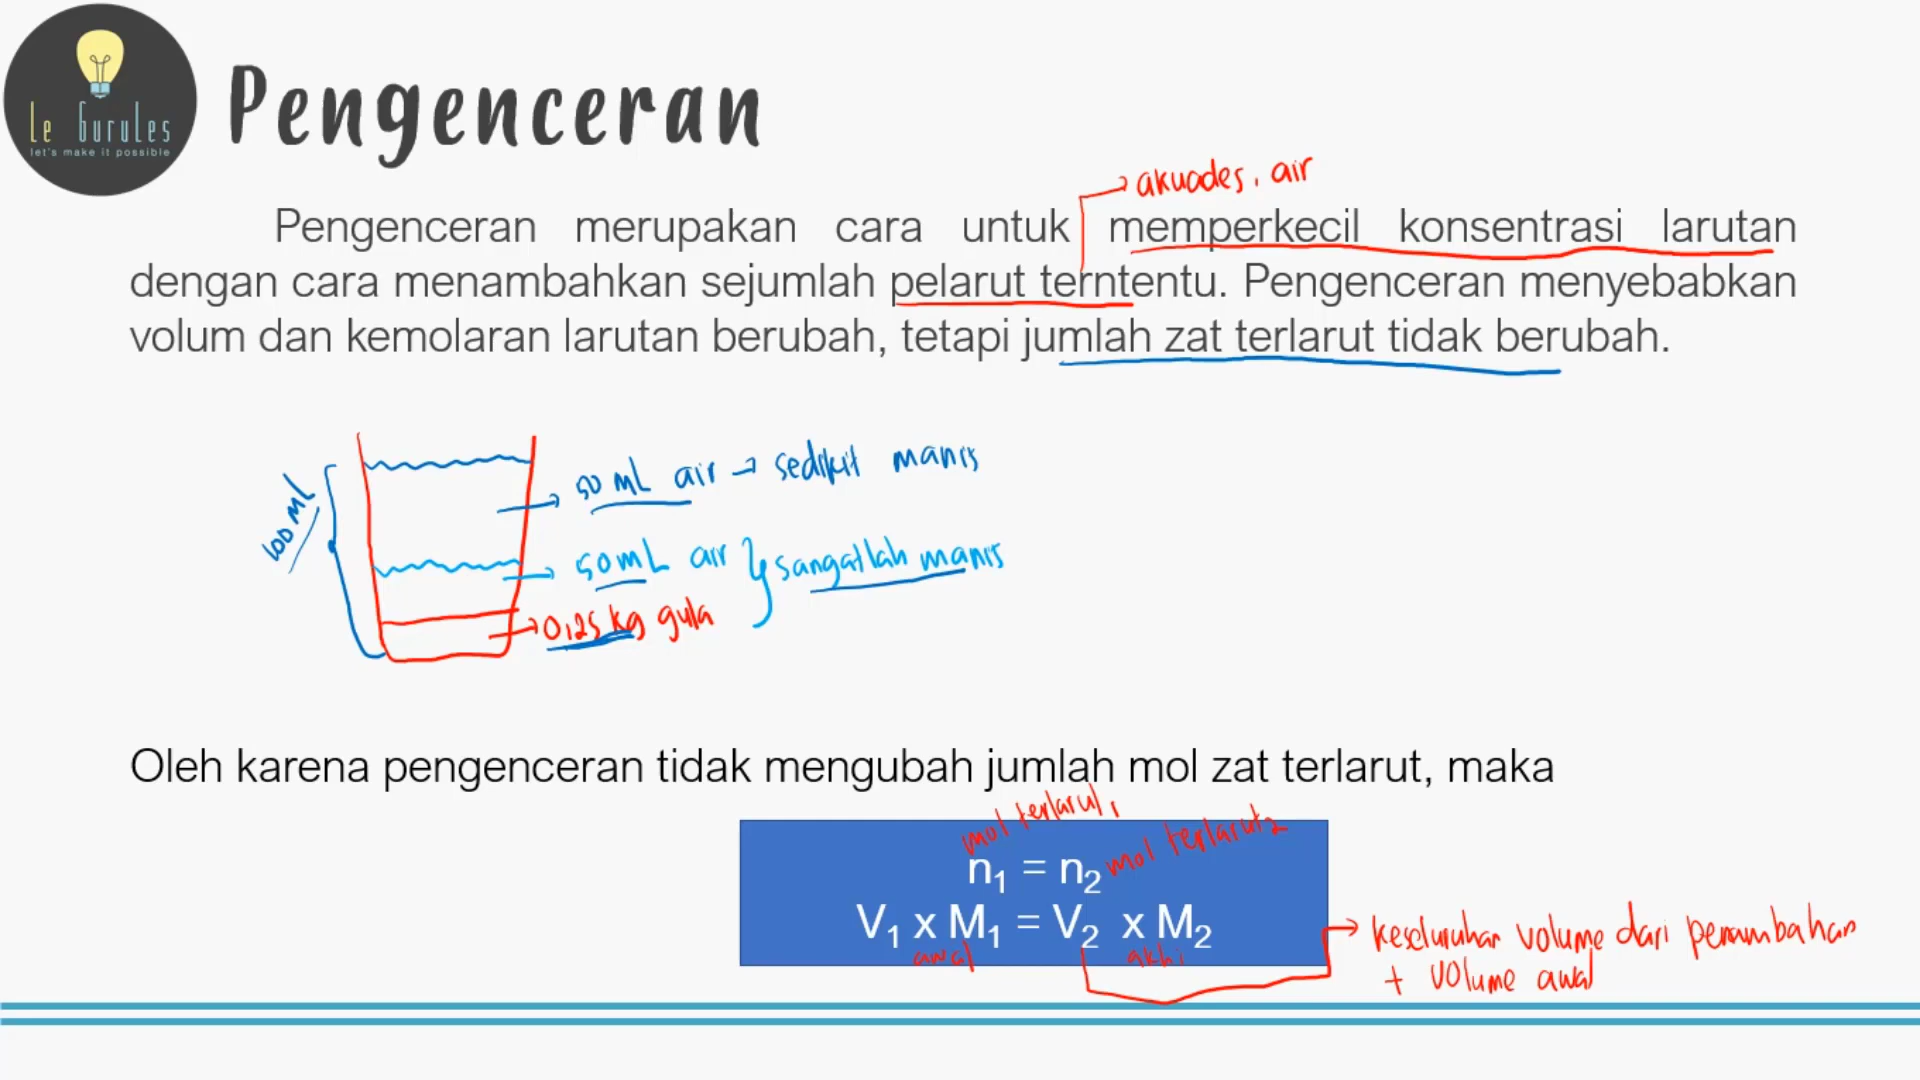 Le Gurules
let's make it possible
Pengenceran
akuades, air
Pengenceran merupakan cara untuk memperkecil konsentrasi larutan
dengan cara menambahkan sejumlah pelarut terntentu. Pengenceran menyebabkan
volum dan kemolaran larutan berubah, tetapi jumlah zat terlarut tidak berubah.
100 mL
50 mL air → sedikit manis
50 mL air } sangatlah manis
0,25 kg gula
Oleh karena pengenceran tidak mengubah jumlah mol zat terlarut, maka
mol terlarut₁
mol terlarut₂
n₁ = n₂
V₁ x M₁ = V₂ x M₂
awal
akhi
keseluruhan volume dari penambahan
+ volume awal